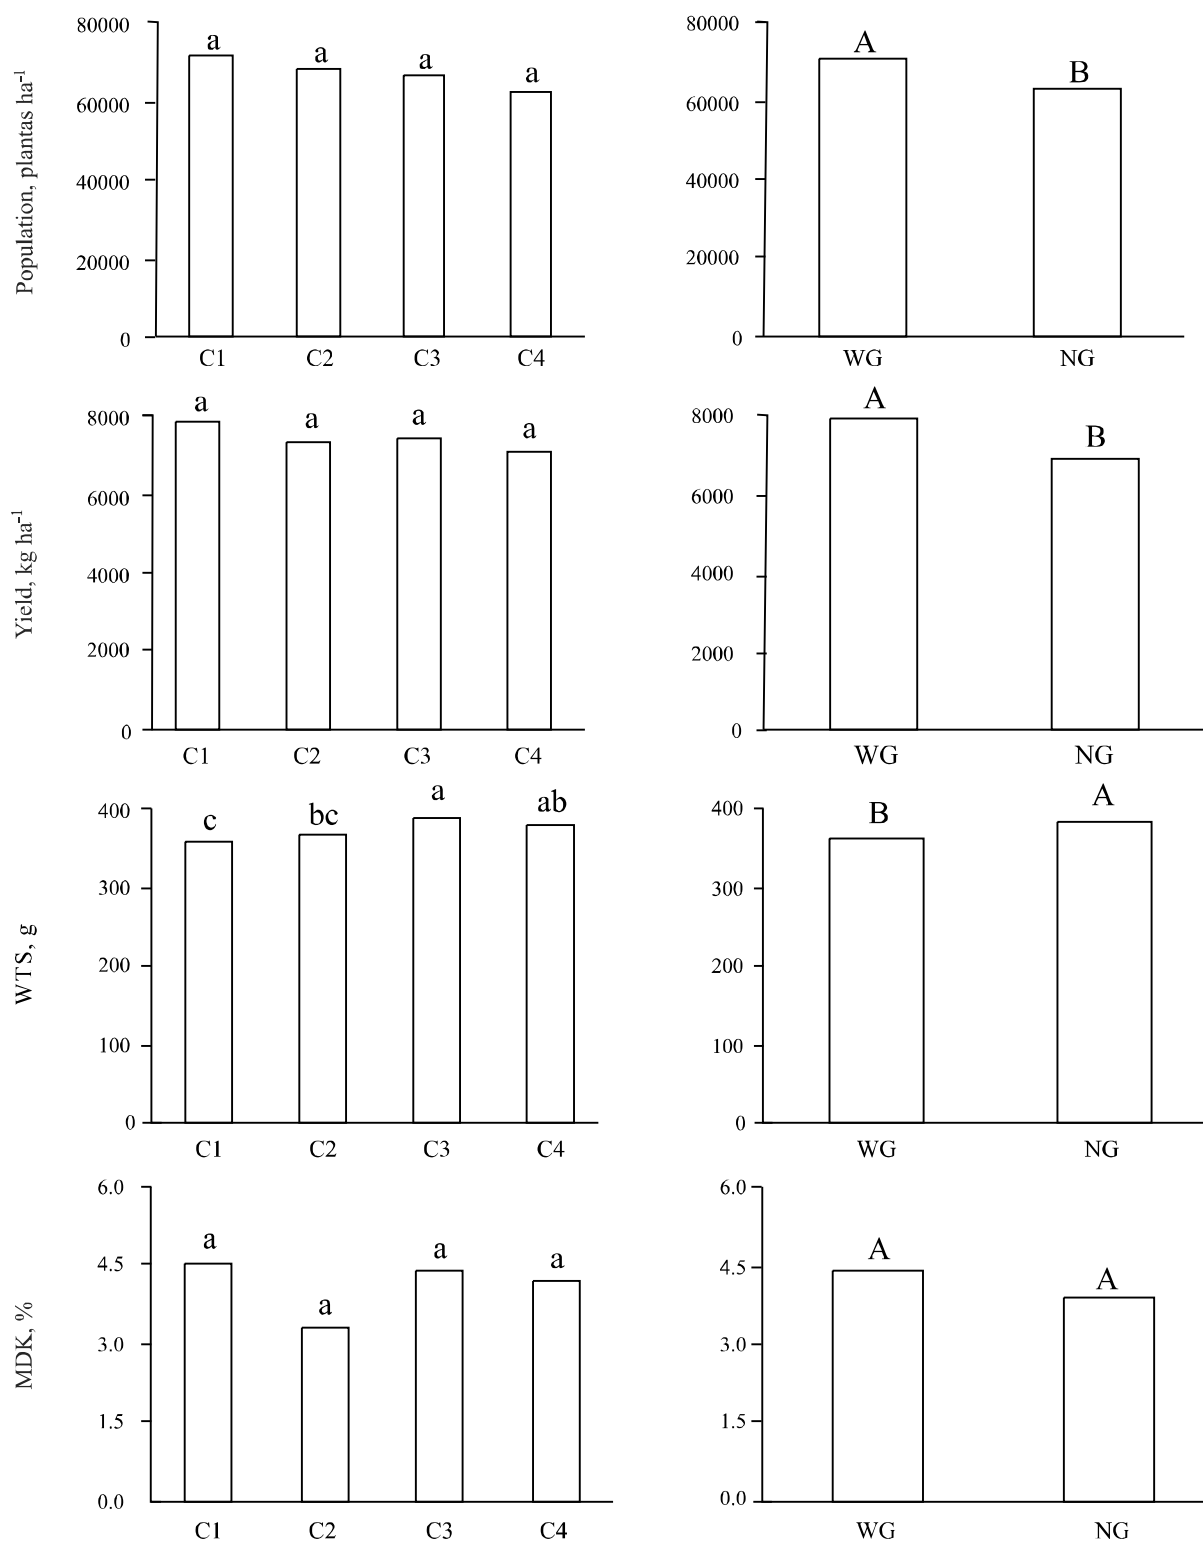 Population, plantas ha⁻¹
80000
60000
40000
20000
0
a
a
a
a
C1
C2
C3
C4
80000
60000
40000
20000
0
A
B
WG
NG
Yield, kg ha⁻¹
8000
6000
4000
2000
0
a
a
a
a
C1
C2
C3
C4
8000
6000
4000
2000
0
A
B
WG
NG
WTS, g
400
300
200
100
0
c
bc
a
ab
C1
C2
C3
C4
400
300
200
100
0
B
A
WG
NG
MDK, %
6.0
4.5
3.0
1.5
0.0
a
a
a
a
C1
C2
C3
C4
6.0
4.5
3.0
1.5
0.0
A
A
WG
NG